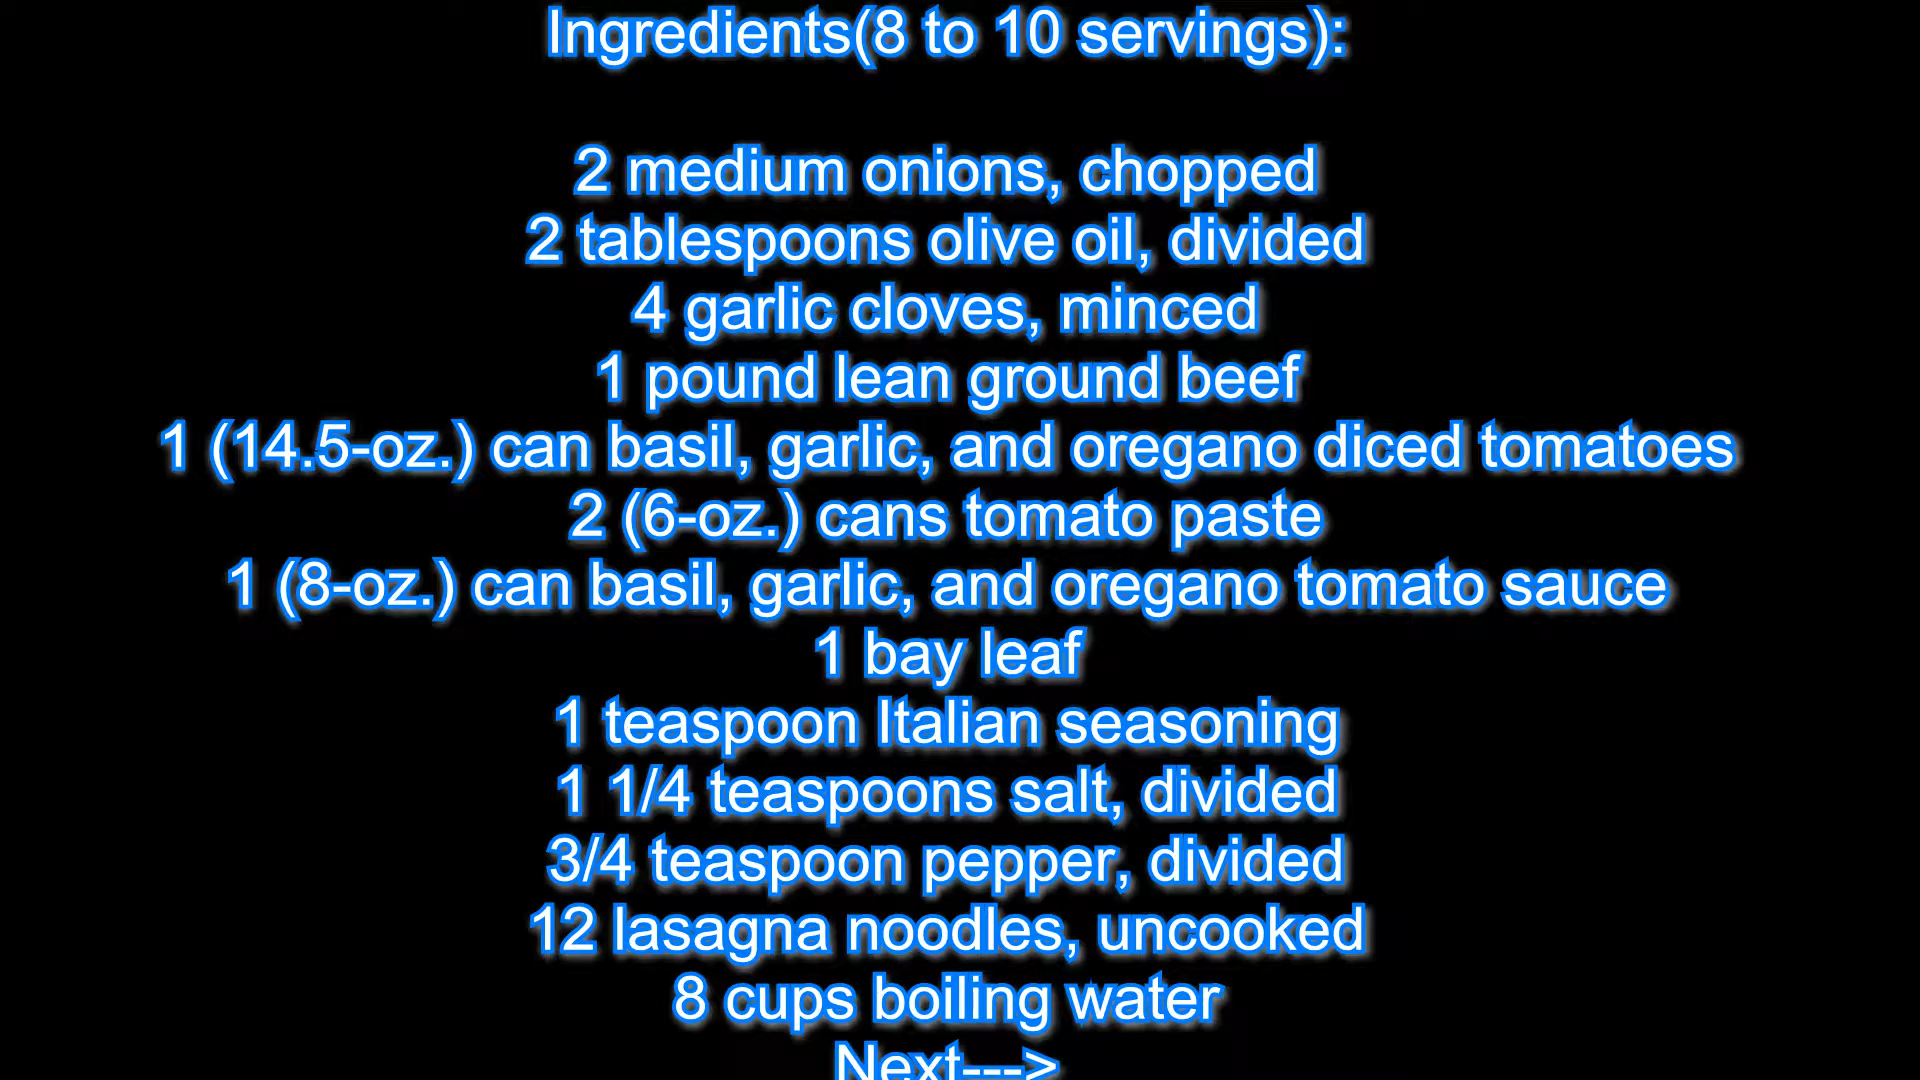 Ingredients(8 to 10 servings):
2 medium onions, chopped
2 tablespoons olive oil, divided
4 garlic cloves, minced
1 pound lean ground beef
1 (14.5-oz.) can basil, garlic, and oregano diced tomatoes
2 (6-oz.) cans tomato paste
1 (8-oz.) can basil, garlic, and oregano tomato sauce
1 bay leaf
1 teaspoon Italian seasoning
1 1/4 teaspoons salt, divided
3/4 teaspoon pepper, divided
12 lasagna noodles, uncooked
8 cups boiling water
Next--->